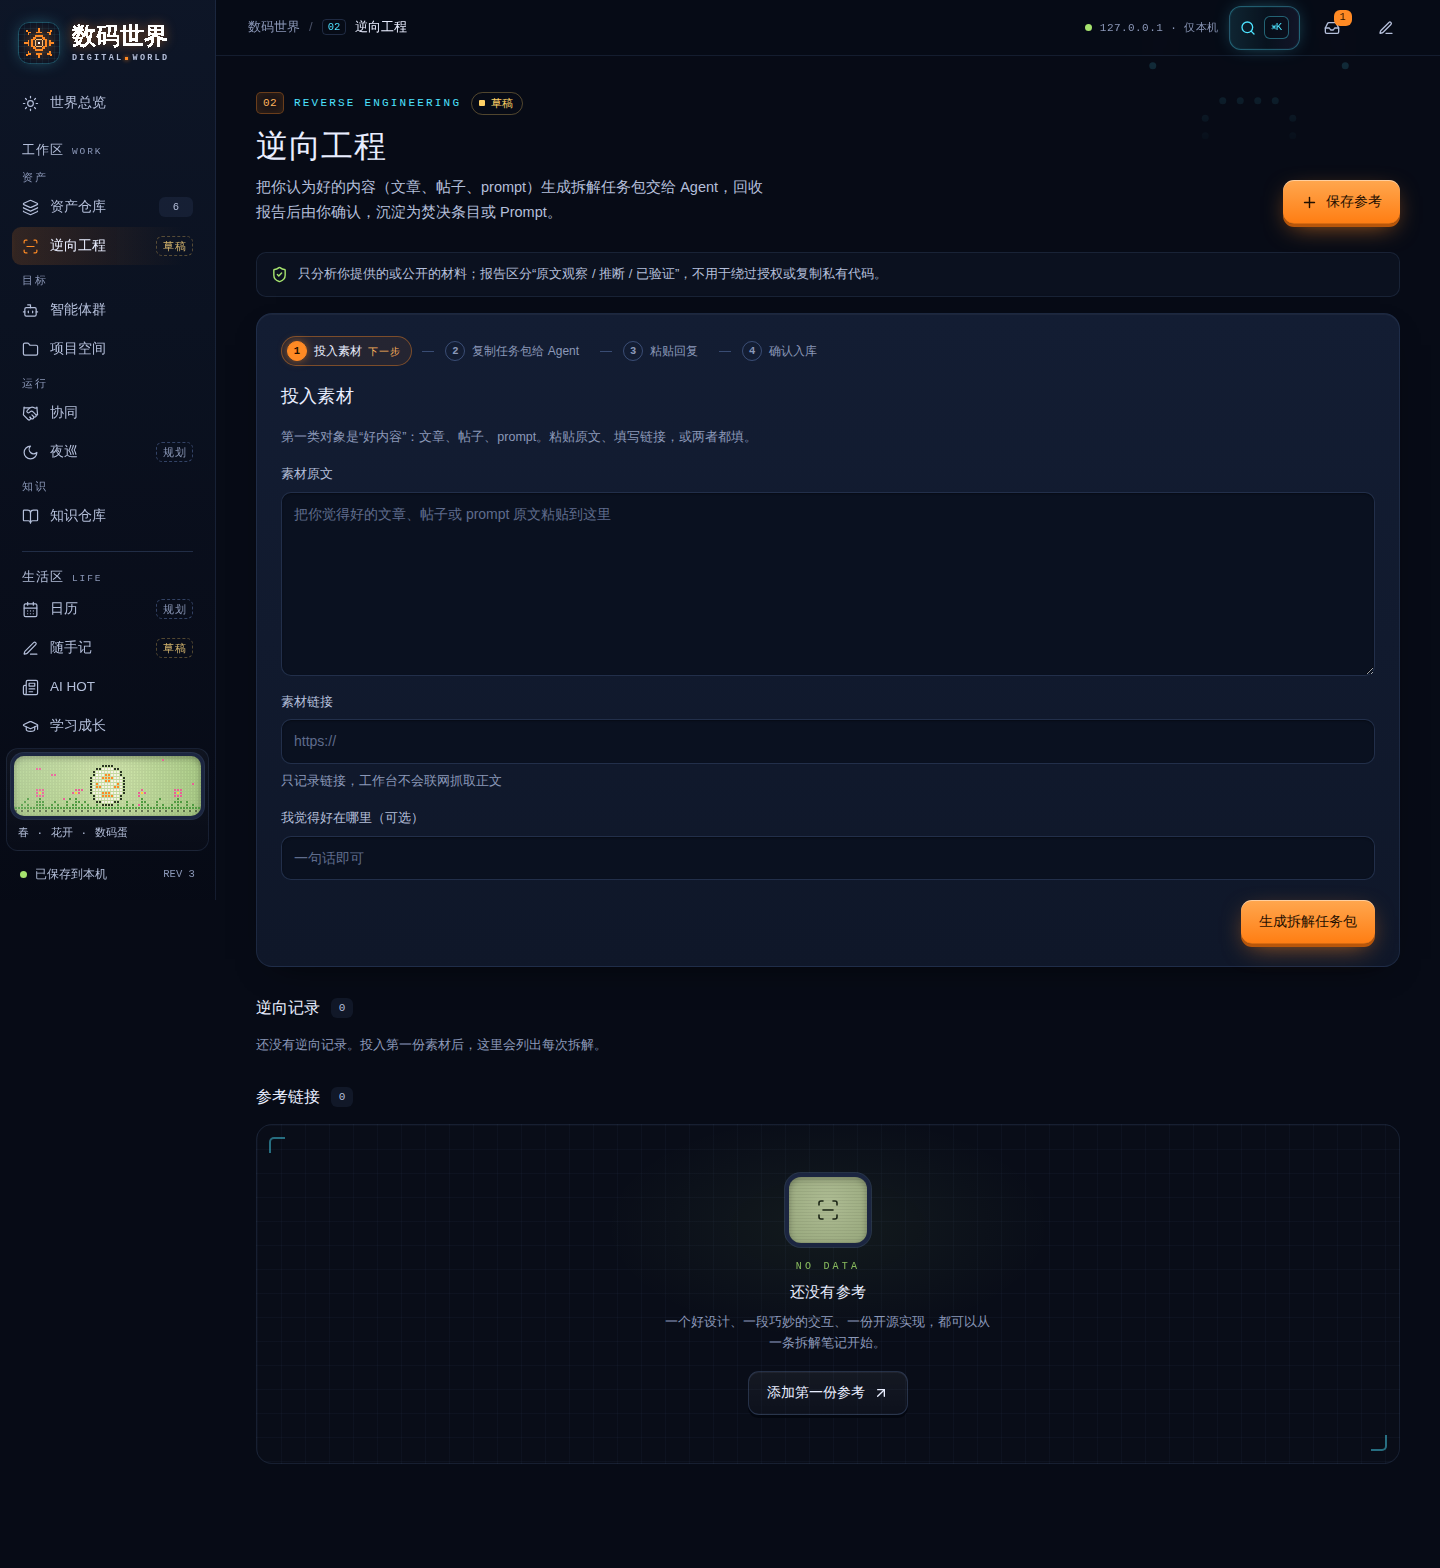 数码世界
DIGITAL WORLD
世界总览
工作区 WORK
资产
资产仓库 6
逆向工程 草稿
目标
智能体群
项目空间
运行
协同
夜巡 规划
知识
知识仓库
生活区 LIFE
日历 规划
随手记 草稿
AI HOT
学习成长
春 · 花开 · 数码蛋
已保存到本机 REV 3
数码世界 / 02 逆向工程
127.0.0.1 · 仅本机
⌘K
1
02 REVERSE ENGINEERING 草稿
逆向工程
把你认为好的内容（文章、帖子、prompt）生成拆解任务包交给 Agent，回收
报告后由你确认，沉淀为焚决条目或 Prompt。
保存参考
只分析你提供的或公开的材料；报告区分“原文观察 / 推断 / 已验证”，不用于绕过授权或复制私有代码。
1 投入素材 下一步 — 2 复制任务包给 Agent — 3 粘贴回复 — 4 确认入库
投入素材
第一类对象是“好内容”：文章、帖子、prompt。粘贴原文、填写链接，或两者都填。
素材原文
把你觉得好的文章、帖子或 prompt 原文粘贴到这里
素材链接
https://
只记录链接，工作台不会联网抓取正文
我觉得好在哪里（可选）
一句话即可
生成拆解任务包
逆向记录 0
还没有逆向记录。投入第一份素材后，这里会列出每次拆解。
参考链接 0
NO DATA
还没有参考
一个好设计、一段巧妙的交互、一份开源实现，都可以从
一条拆解笔记开始。
添加第一份参考